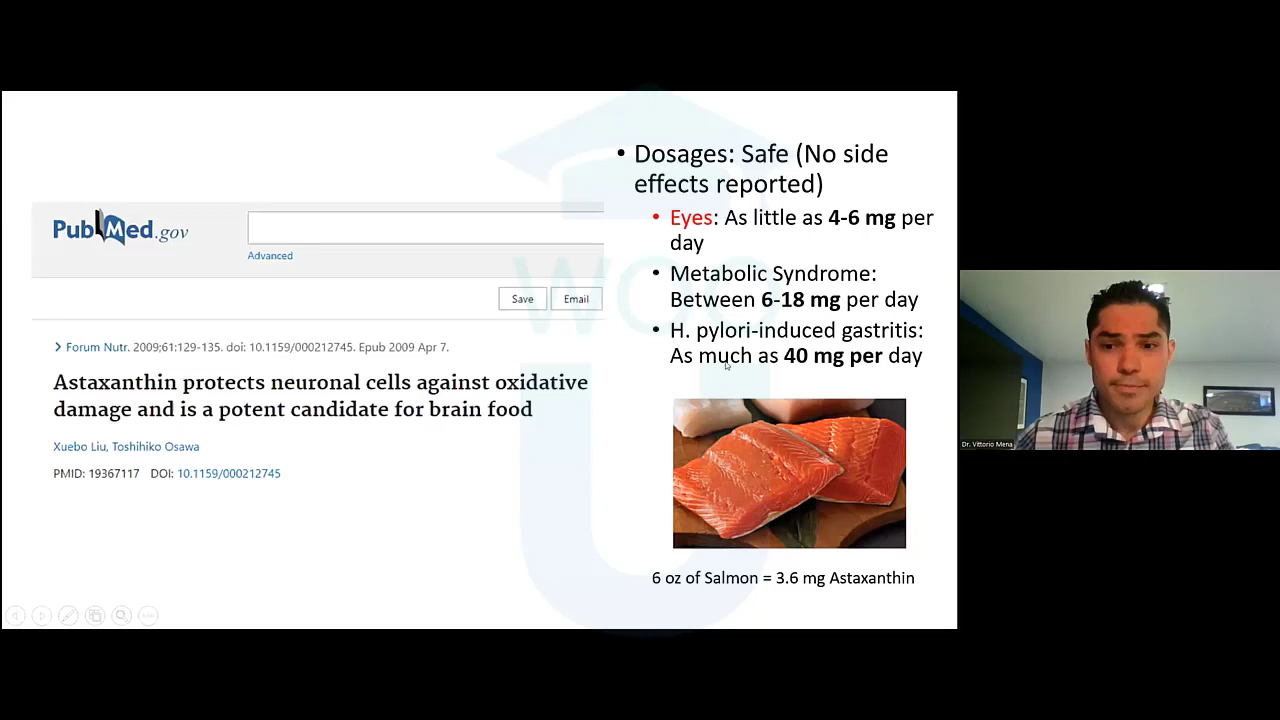 PubMed.gov
Advanced
Save
Email
> Forum Nutr. 2009;61:129-135. doi: 10.1159/000212745. Epub 2009 Apr 7.
Astaxanthin protects neuronal cells against oxidative
damage and is a potent candidate for brain food
Xuebo Liu, Toshihiko Osawa
PMID: 19367117 DOI: 10.1159/000212745
• Dosages: Safe (No side
effects reported)
• Eyes: As little as 4-6 mg per
day
• Metabolic Syndrome:
Between 6-18 mg per day
• H. pylori-induced gastritis:
As much as 40 mg per day
6 oz of Salmon = 3.6 mg Astaxanthin
WOO
Dr. Vittorio Mena